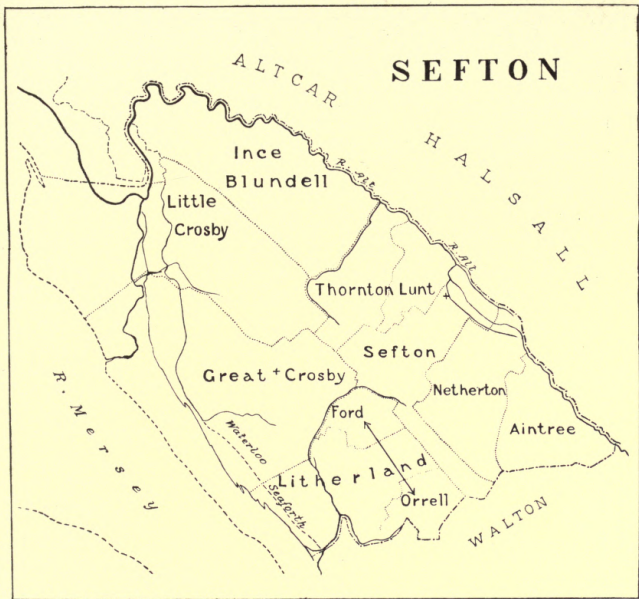 SEFTON
ALTCAR
HALSALL
R. Alt
Ince
Blundell
Little
Crosby
R. Alt
Thornton
Lunt
Sefton
Great Crosby
Netherton
Ford
Aintree
R. Mersey
Waterloo
Litherland
Seaforth
Orrell
WALTON